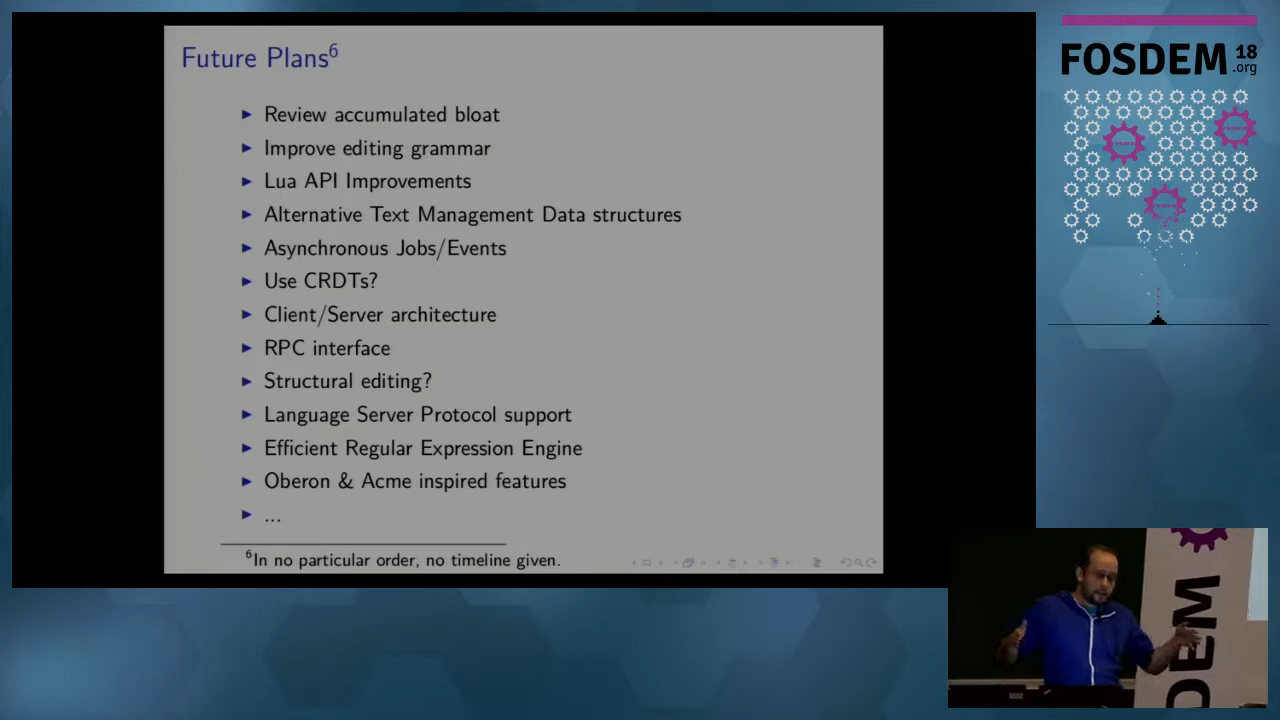 Future Plans⁶
► Review accumulated bloat
► Improve editing grammar
► Lua API Improvements
► Alternative Text Management Data structures
► Asynchronous Jobs/Events
► Use CRDTs?
► Client/Server architecture
► RPC interface
► Structural editing?
► Language Server Protocol support
► Efficient Regular Expression Engine
► Oberon & Acme inspired features
► ...
⁶In no particular order, no timeline given.
FOSDEM 18
.org
DEM